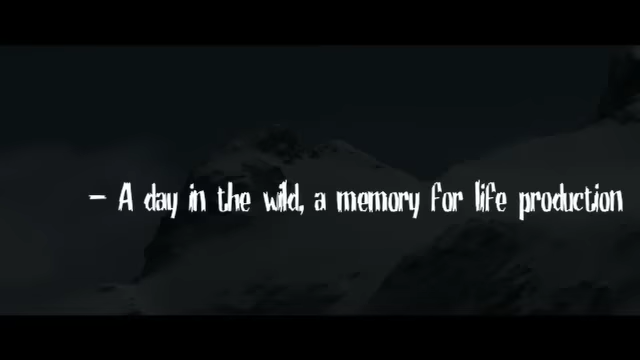 – A day in the wild, a memory for life production